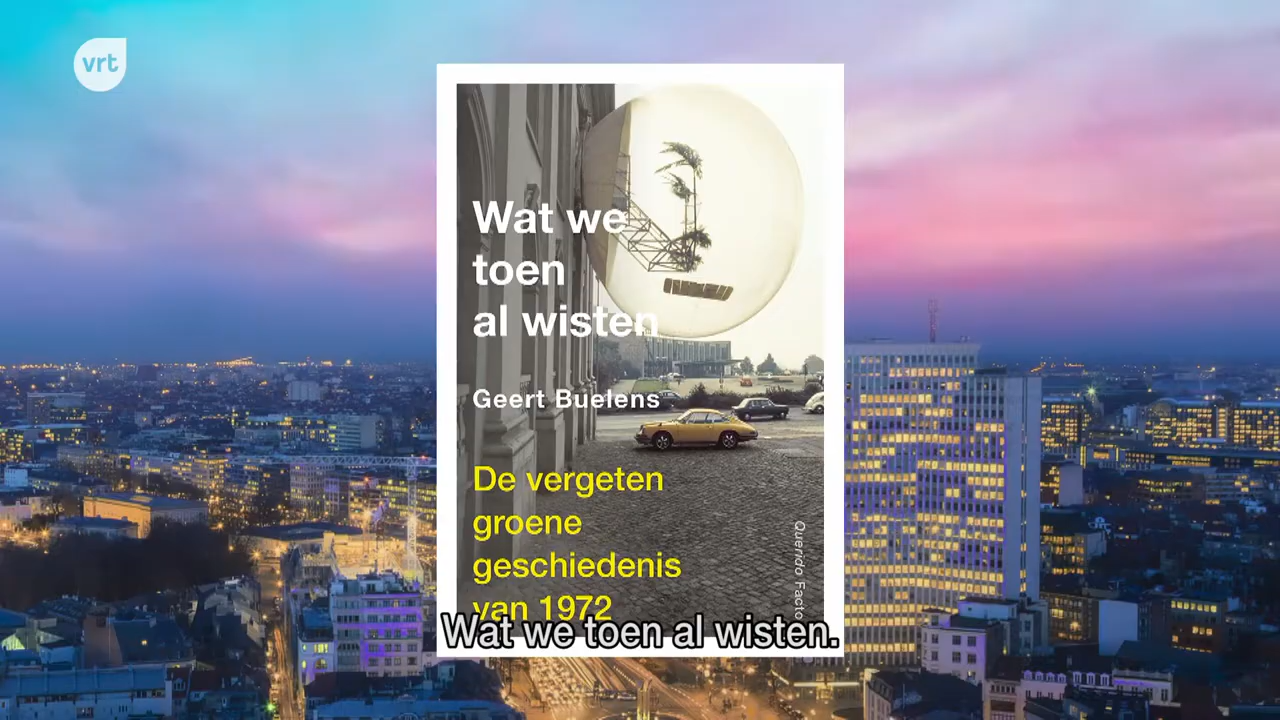 vrt
Wat we
toen
al wisten
Geert Buelens
De vergeten
groene
geschiedenis
van 1972
Querido
Wat we toen al wisten.